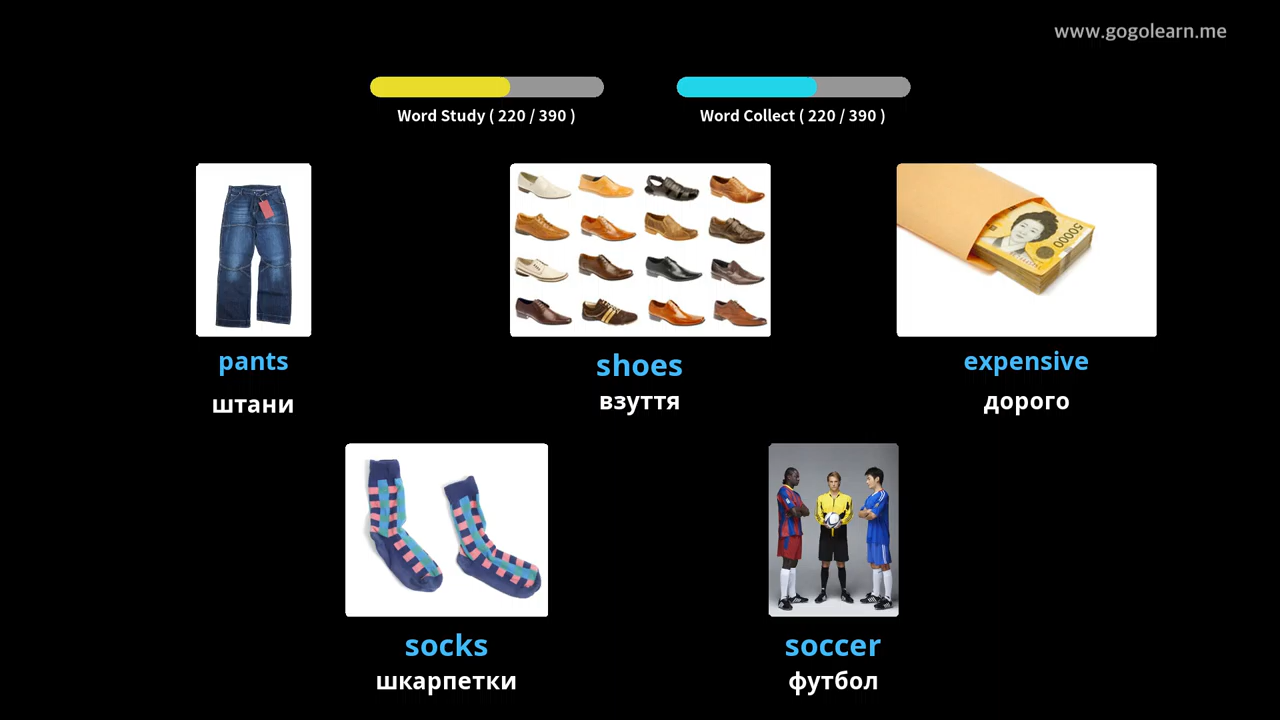 www.gogolearn.me
Word Study ( 220 / 390 )
Word Collect ( 220 / 390 )
pants
штани
shoes
взуття
50000
expensive
дорого
socks
шкарпетки
soccer
футбол